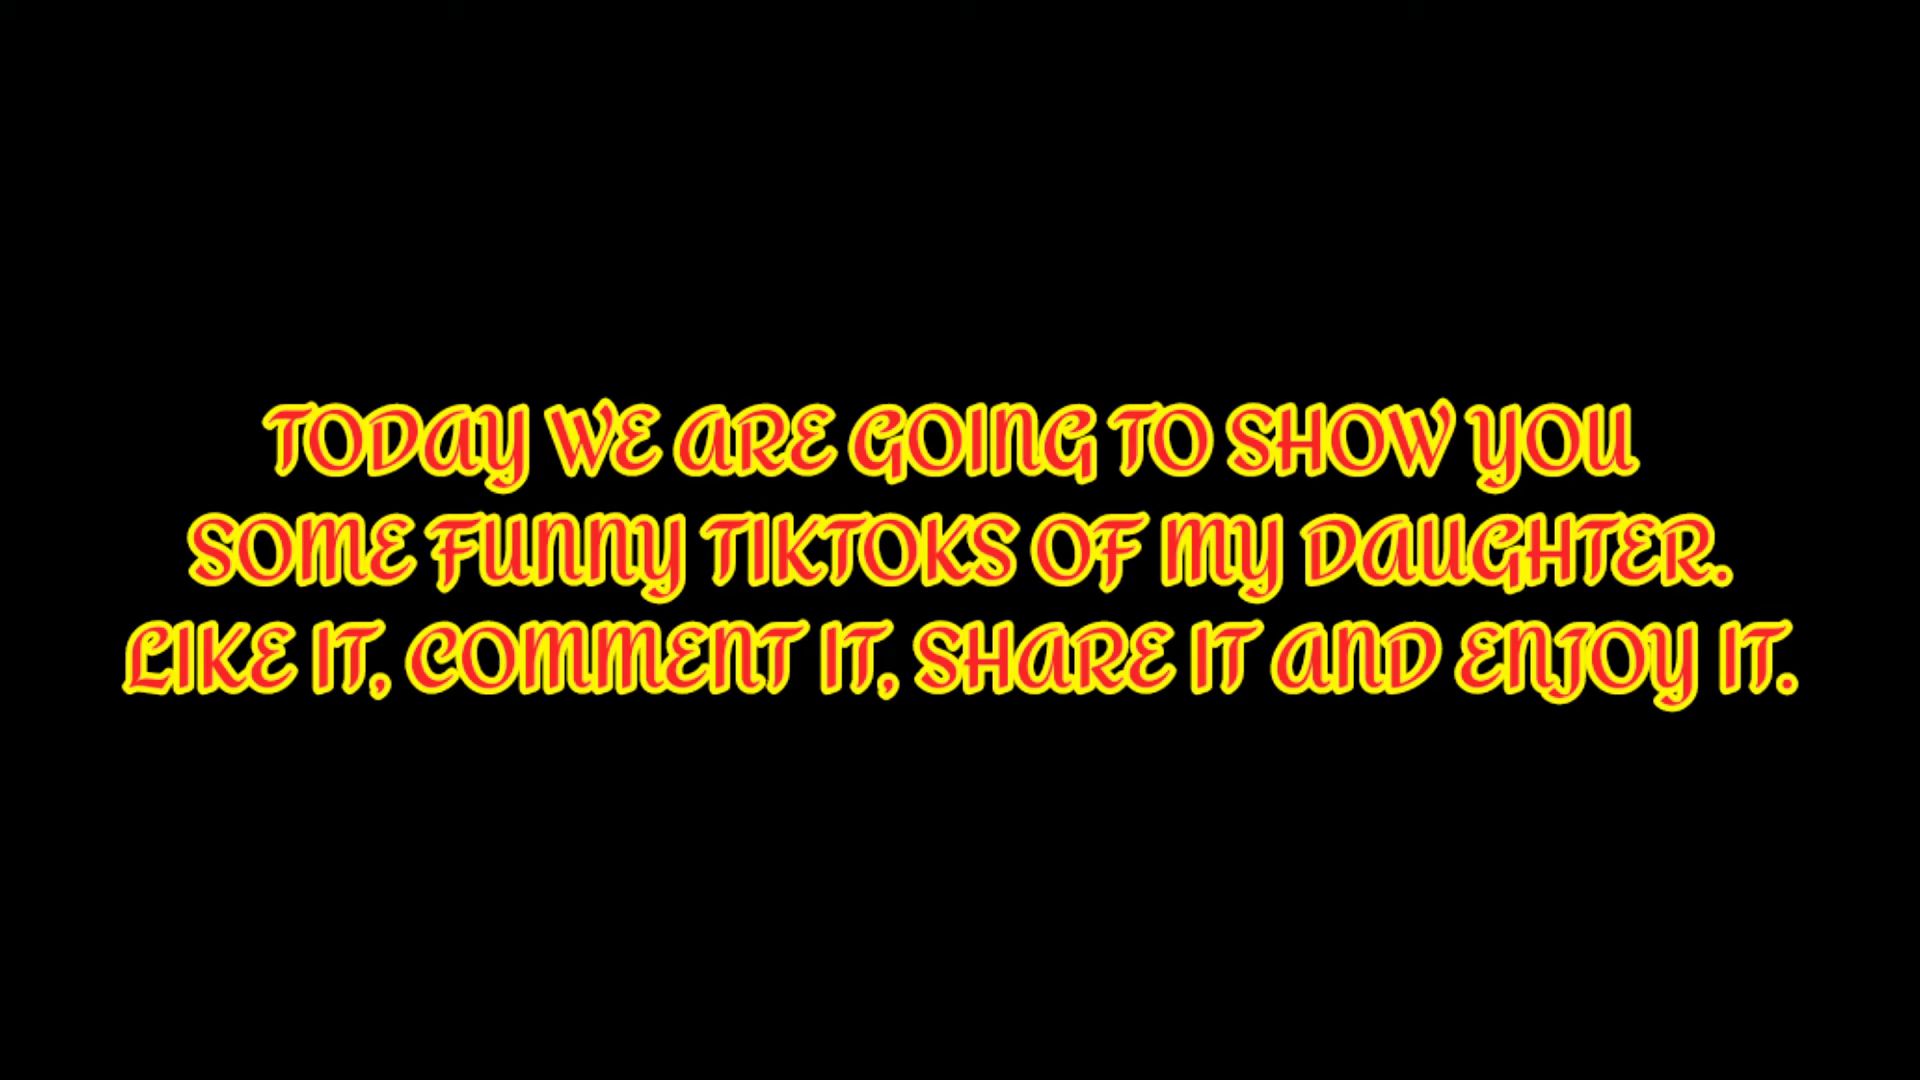 TODAY WE ARE GOING TO SHOW YOU
SOME FUNNY TIKTOKS OF MY DAUGHTER.
LIKE IT, COMMENT IT, SHARE IT AND ENJOY IT.